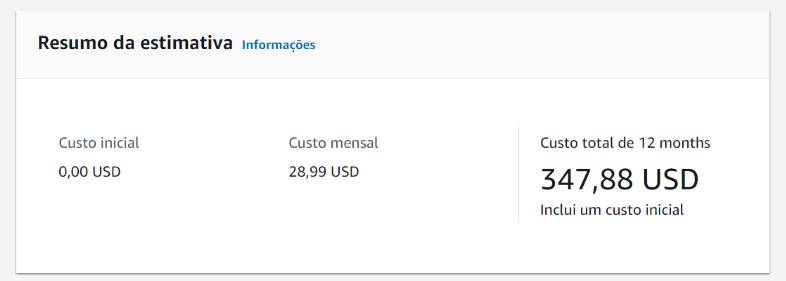 Resumo da estimativa Informações
Custo inicial
0,00 USD
Custo mensal
28,99 USD
Custo total de 12 months
347,88 USD
Inclui um custo inicial